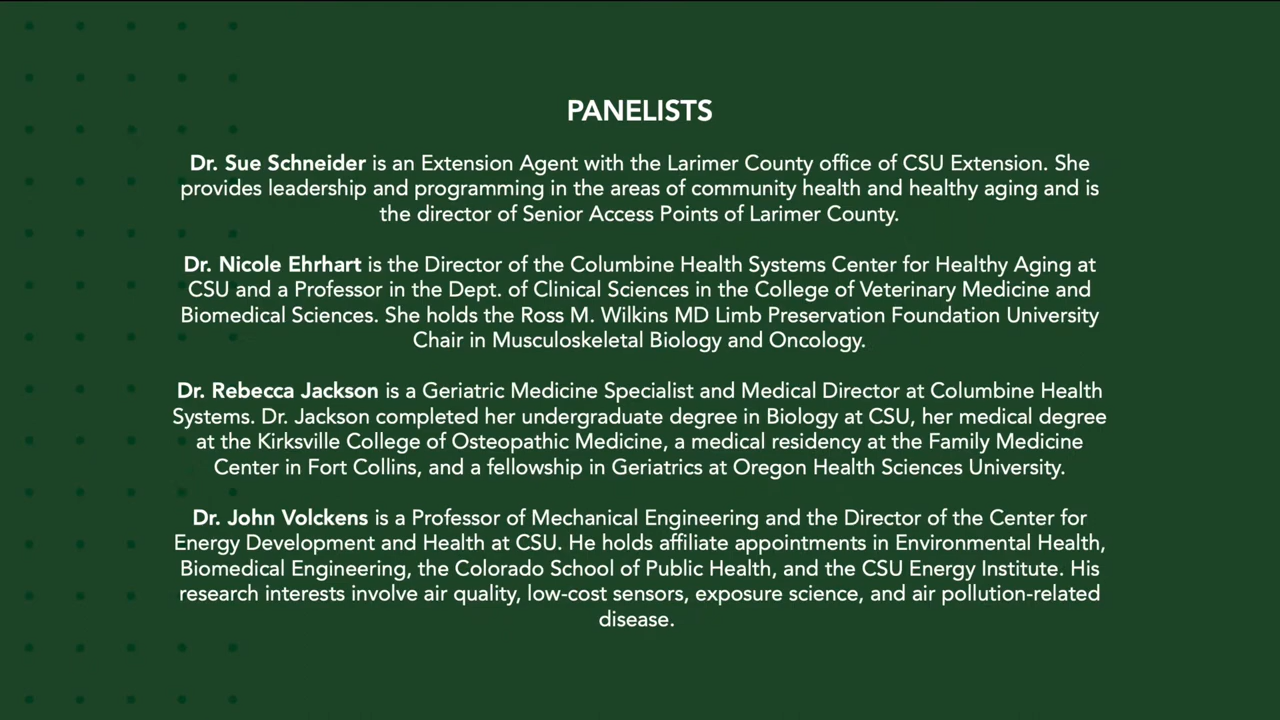 PANELISTS
Dr. Sue Schneider is an Extension Agent with the Larimer County office of CSU Extension. She
provides leadership and programming in the areas of community health and healthy aging and is
the director of Senior Access Points of Larimer County.
Dr. Nicole Ehrhart is the Director of the Columbine Health Systems Center for Healthy Aging at
CSU and a Professor in the Dept. of Clinical Sciences in the College of Veterinary Medicine and
Biomedical Sciences. She holds the Ross M. Wilkins MD Limb Preservation Foundation University
Chair in Musculoskeletal Biology and Oncology.
Dr. Rebecca Jackson is a Geriatric Medicine Specialist and Medical Director at Columbine Health
Systems. Dr. Jackson completed her undergraduate degree in Biology at CSU, her medical degree
at the Kirksville College of Osteopathic Medicine, a medical residency at the Family Medicine
Center in Fort Collins, and a fellowship in Geriatrics at Oregon Health Sciences University.
Dr. John Volckens is a Professor of Mechanical Engineering and the Director of the Center for
Energy Development and Health at CSU. He holds affiliate appointments in Environmental Health,
Biomedical Engineering, the Colorado School of Public Health, and the CSU Energy Institute. His
research interests involve air quality, low-cost sensors, exposure science, and air pollution-related
disease.